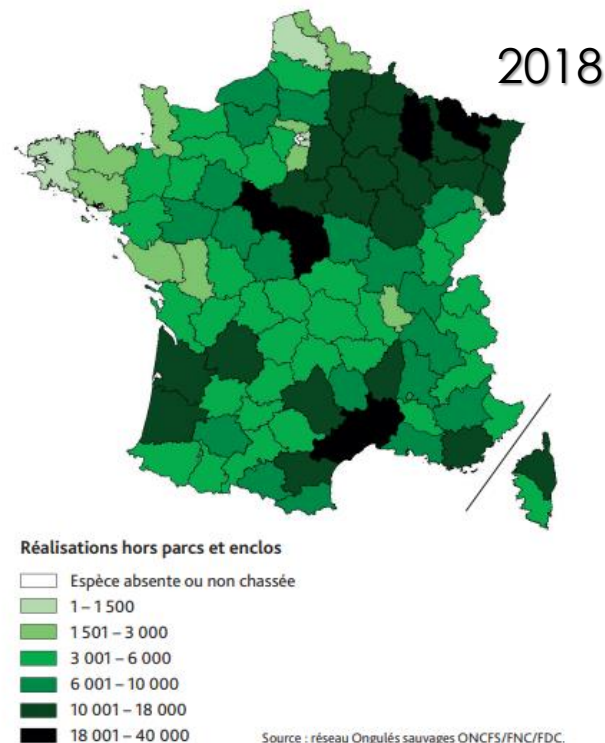 2018
Réalisations hors parcs et enclos
Espèce absente ou non chassée
1 – 1 500
1 501 – 3 000
3 001 – 6 000
6 001 – 10 000
10 001 – 18 000
18 001 – 40 000
Source : réseau Ongulés sauvages ONCFS/FNC/FDC.